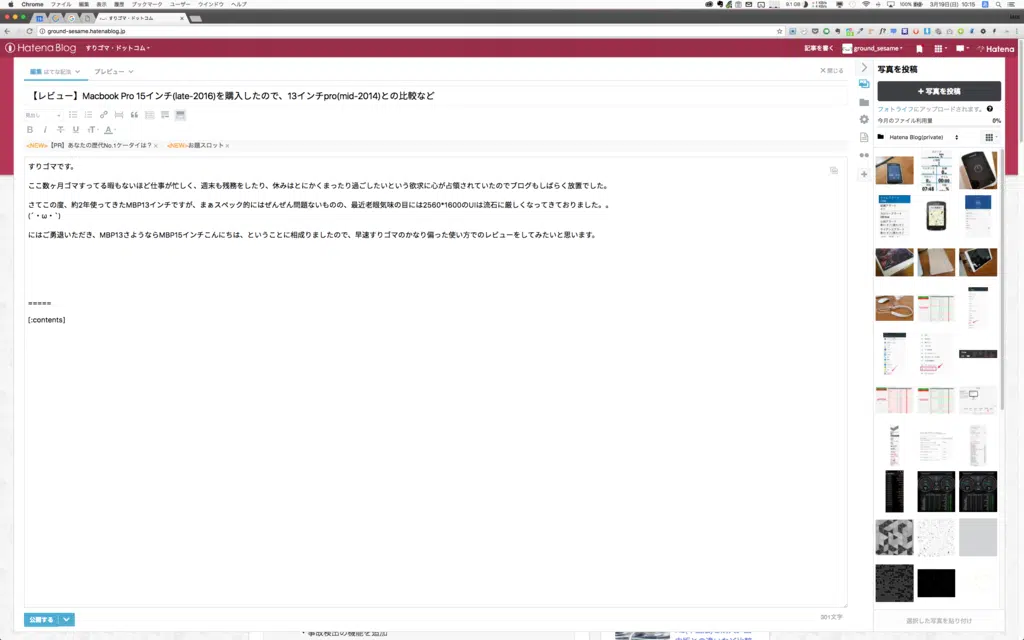 Chrome ファイル 編集 表示 履歴 ブックマーク ユーザー ウィンドウ ヘルプ
100% 3月19日(日) 10:15
すりゴマ・ドットコム
ground-sesame.hatenablog.jp
Hatena Blog すりゴマ・ドットコム 記事を書く ground_sesame Hatena
編集 はてな記法 プレビュー ×閉じる
【レビュー】Macbook Pro 15インチ(late-2016)を購入したので、13インチpro(mid-2014)との比較など
見出し
B i T U T A
<NEW>【PR】あなたの歴代No.1ケータイは？ × <NEW>お題スロット
すりゴマです。
ここ数ヶ月ゴマすってる暇もないほど仕事が忙しく、週末も残務をしたり、休みはとにかくまったり過ごしたいという欲求に心が占領されていたのでブログもしばらく放置でした。
さてこの度、約2年使ってきたMBP13インチですが、まぁスペック的にはぜんぜん問題ないものの、最近老眼気味の目には2560*1600のUIは流石に厳しくなってきておりました。。
(´・ω・`)
にはご勇退いただき、MBP13さようならMBP15インチこんにちは、ということに相成りましたので、早速すりゴマのかなり偏った使い方でのレビューをしてみたいと思います。
=====
[:contents]
公開する
301文字
写真を投稿
+ 写真を投稿
フォトライフにアップロードされます。
今月のファイル利用量 0%
Hatena Blog(private)
選択した写真を貼り付け
・事故検出の機能を追加